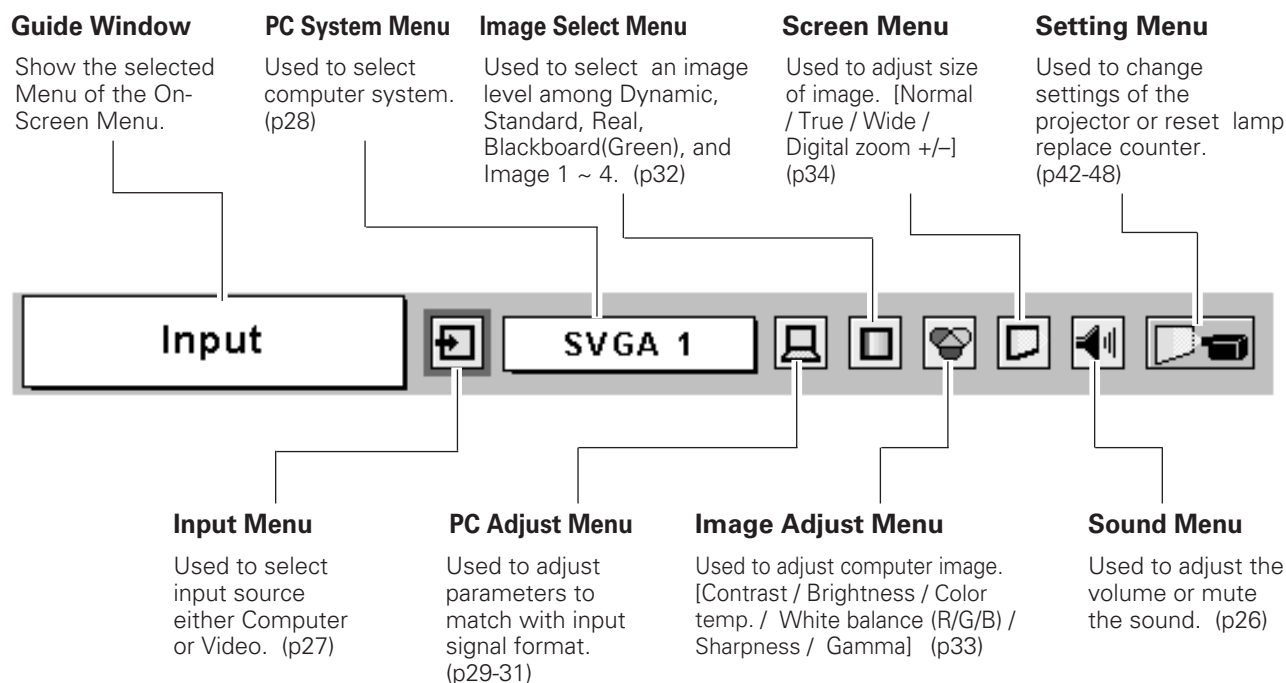 Guide Window
Show the selected
Menu of the On-
Screen Menu.
PC System Menu
Used to select
computer system.
(p28)
Image Select Menu
Used to select  an image
level among Dynamic,
Standard, Real,
Blackboard(Green), and
Image 1 ~ 4.  (p32)
Screen Menu
Used to adjust size
of image.  [Normal
/ True / Wide /
Digital zoom +/–]
(p34)
Setting Menu
Used to change
settings of the
projector or reset  lamp
replace counter.
(p42-48)
Input
SVGA 1
Input Menu
Used to select
input source
either Computer
or Video.  (p27)
PC Adjust Menu
Used to adjust
parameters to
match with input
signal format.
(p29-31)
Image Adjust Menu
Used to adjust computer image.
[Contrast / Brightness / Color
temp. /  White balance (R/G/B) /
Sharpness /  Gamma]   (p33)
Sound Menu
Used to adjust the
volume or mute
the sound.  (p26)